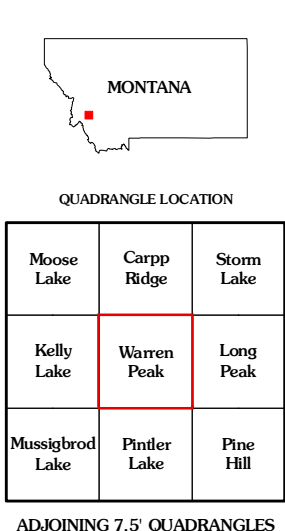 MONTANA
QUADRANGLE LOCATION
Moose
Lake
Carpp
Ridge
Storm
Lake
Kelly
Lake
Warren
Peak
Long
Peak
Mussigbrod
Lake
Pintler
Lake
Pine
Hill
ADJOINING 7.5' QUADRANGLES